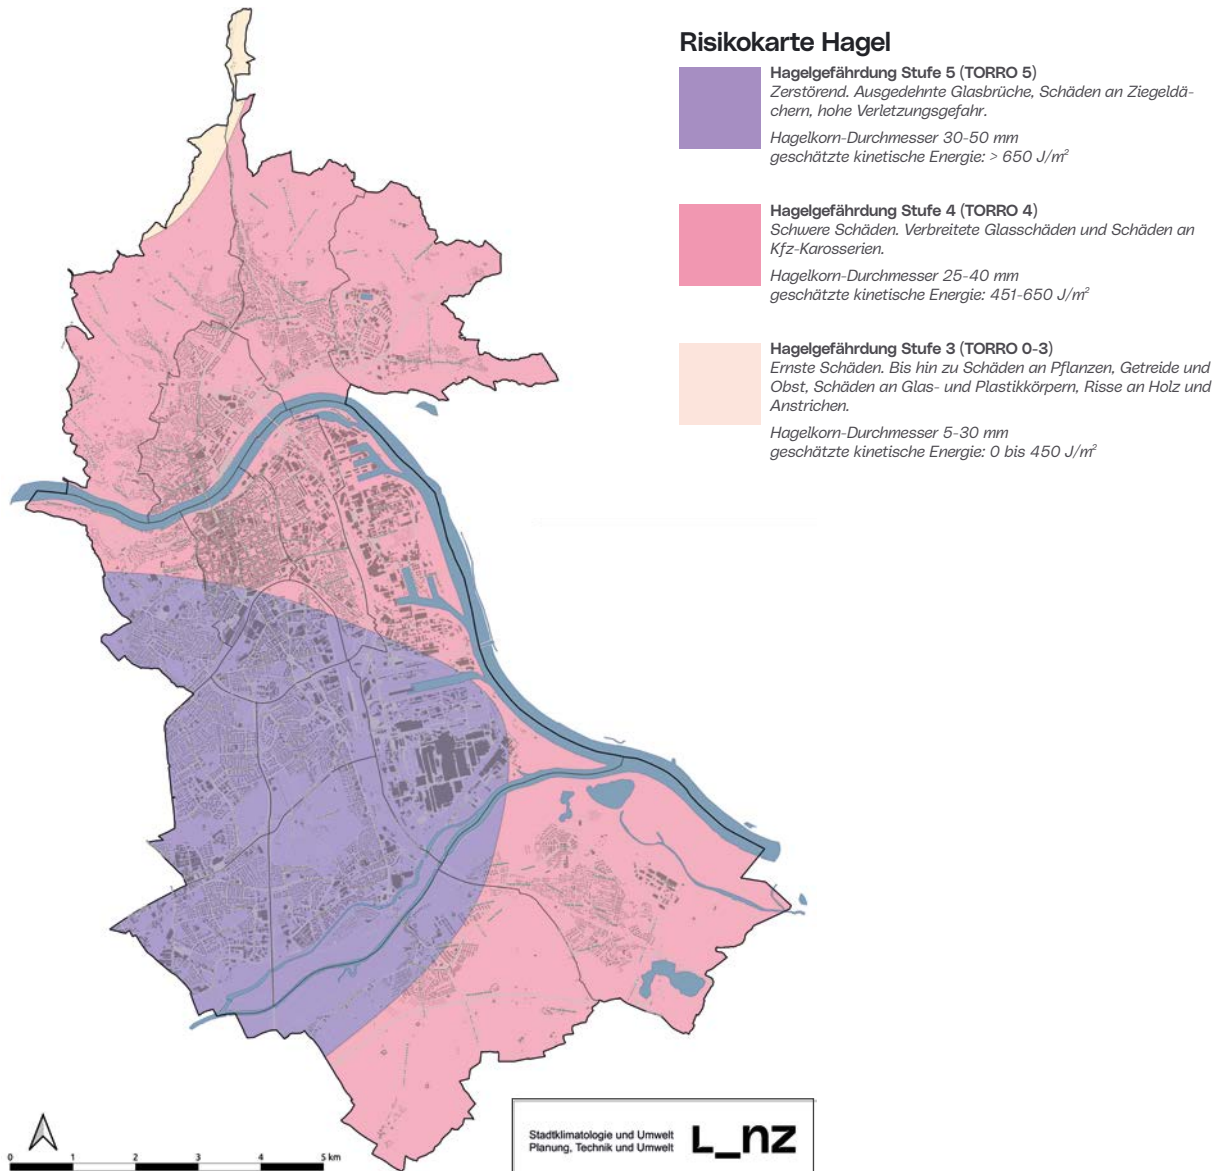 Risikokarte Hagel
Hagelgefährdung Stufe 5 (TORRO 5)
Zerstörend. Ausgedehnte Glasbrüche, Schäden an Ziegeldä-
chern, hohe Verletzungsgefahr.
Hagelkorn-Durchmesser 30-50 mm
geschätzte kinetische Energie: > 650 J/m²
Hagelgefährdung Stufe 4 (TORRO 4)
Schwere Schäden. Verbreitete Glasschäden und Schäden an
Kfz-Karosserien.
Hagelkorn-Durchmesser 25-40 mm
geschätzte kinetische Energie: 451-650 J/m²
Hagelgefährdung Stufe 3 (TORRO 0-3)
Ernste Schäden. Bis hin zu Schäden an Pflanzen, Getreide und
Obst, Schäden an Glas- und Plastikkörpern, Risse an Holz und
Anstrichen.
Hagelkorn-Durchmesser 5-30 mm
geschätzte kinetische Energie: 0 bis 450 J/m²
0 1 2 3 4 5 km
Stadtklimatologie und Umwelt
Planung, Technik und Umwelt
L_nz